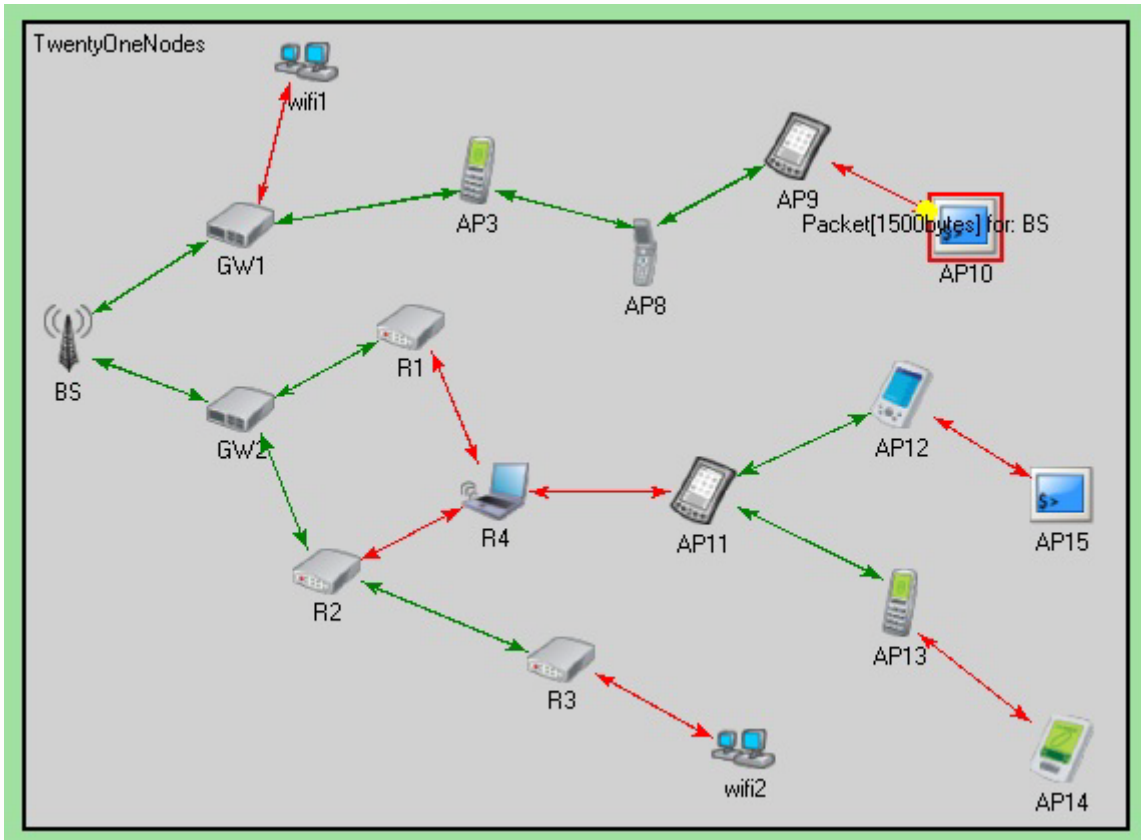 TwentyOneNodes
wifi1
AP3
AP9
Packet[1500bytes] for: BS
$>
GW1
AP8
AP10
BS
R1
GW2
AP12
R4
AP11
$>
AP15
R2
AP13
R3
wifi2
AP14